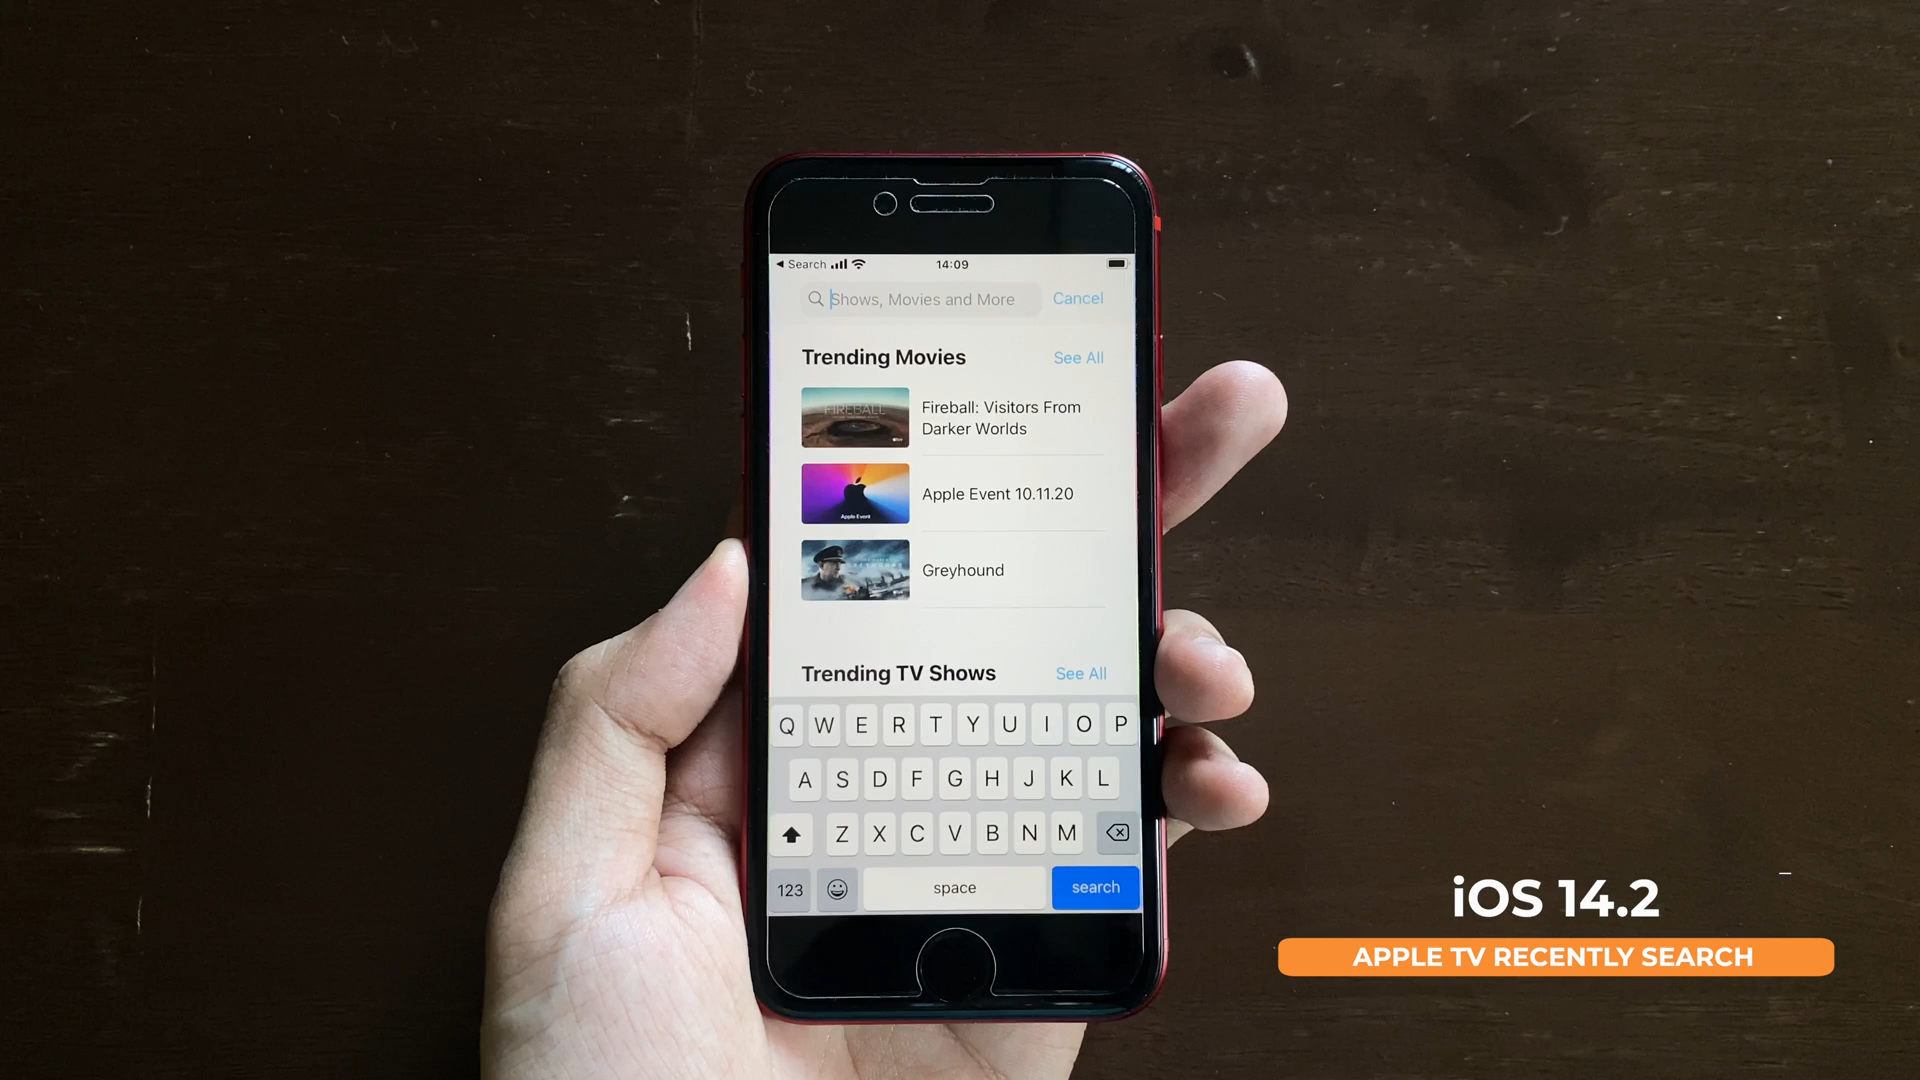 ◀ Search
14:09
Shows, Movies and More
Cancel
Trending Movies
See All
FIREBALL
Fireball: Visitors From
Darker Worlds
Apple Event
Apple Event 10.11.20
GREYHOUND
Greyhound
Trending TV Shows
See All
Q W E R T Y U I O P
A S D F G H J K L
Z X C V B N M
123
space
search
iOS 14.2
APPLE TV RECENTLY SEARCH